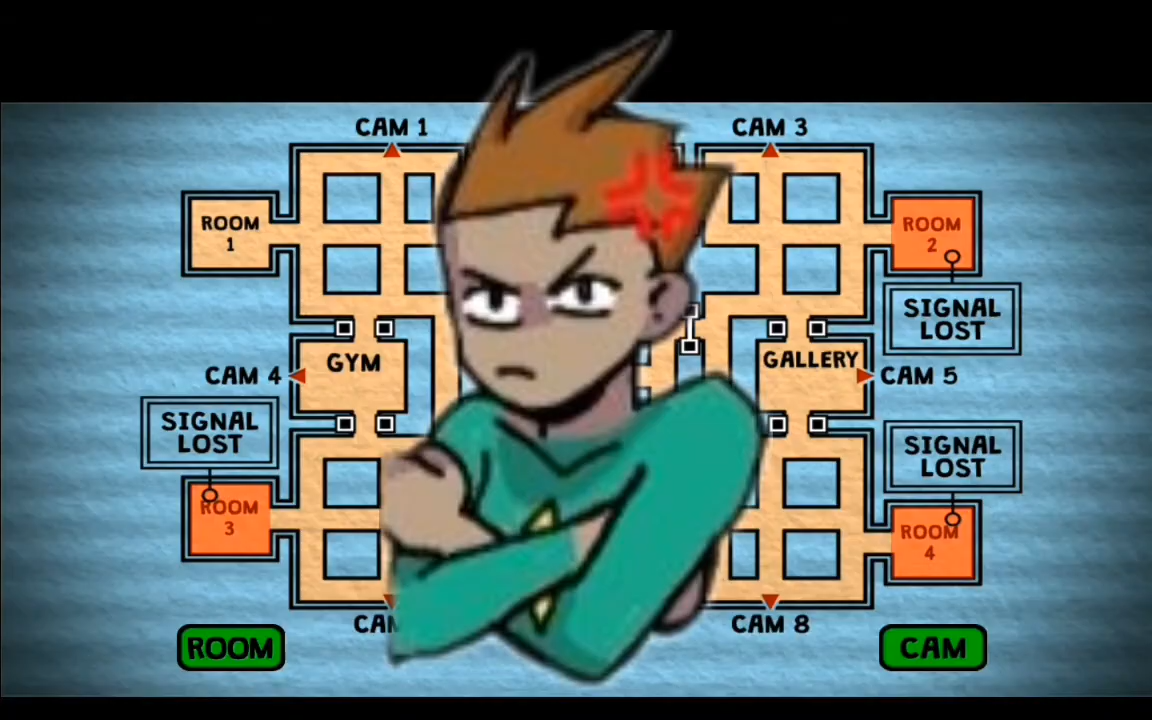 CAM 1
CAM 3
ROOM
1
ROOM
2
SIGNAL
LOST
GYM
GALLERY
CAM 4
CAM 5
SIGNAL
LOST
SIGNAL
LOST
ROOM
3
ROOM
4
CAM 8
ROOM
CAM